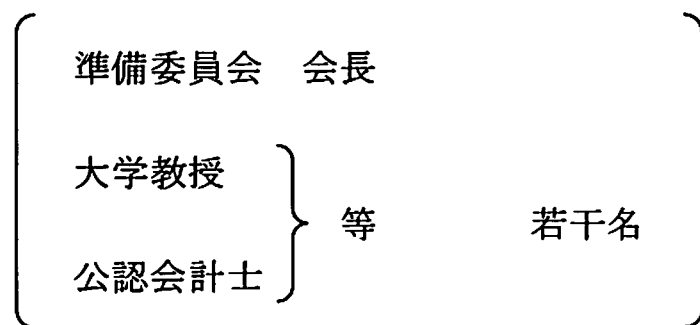 準備委員会　会長
大学教授
等　若干名
公認会計士